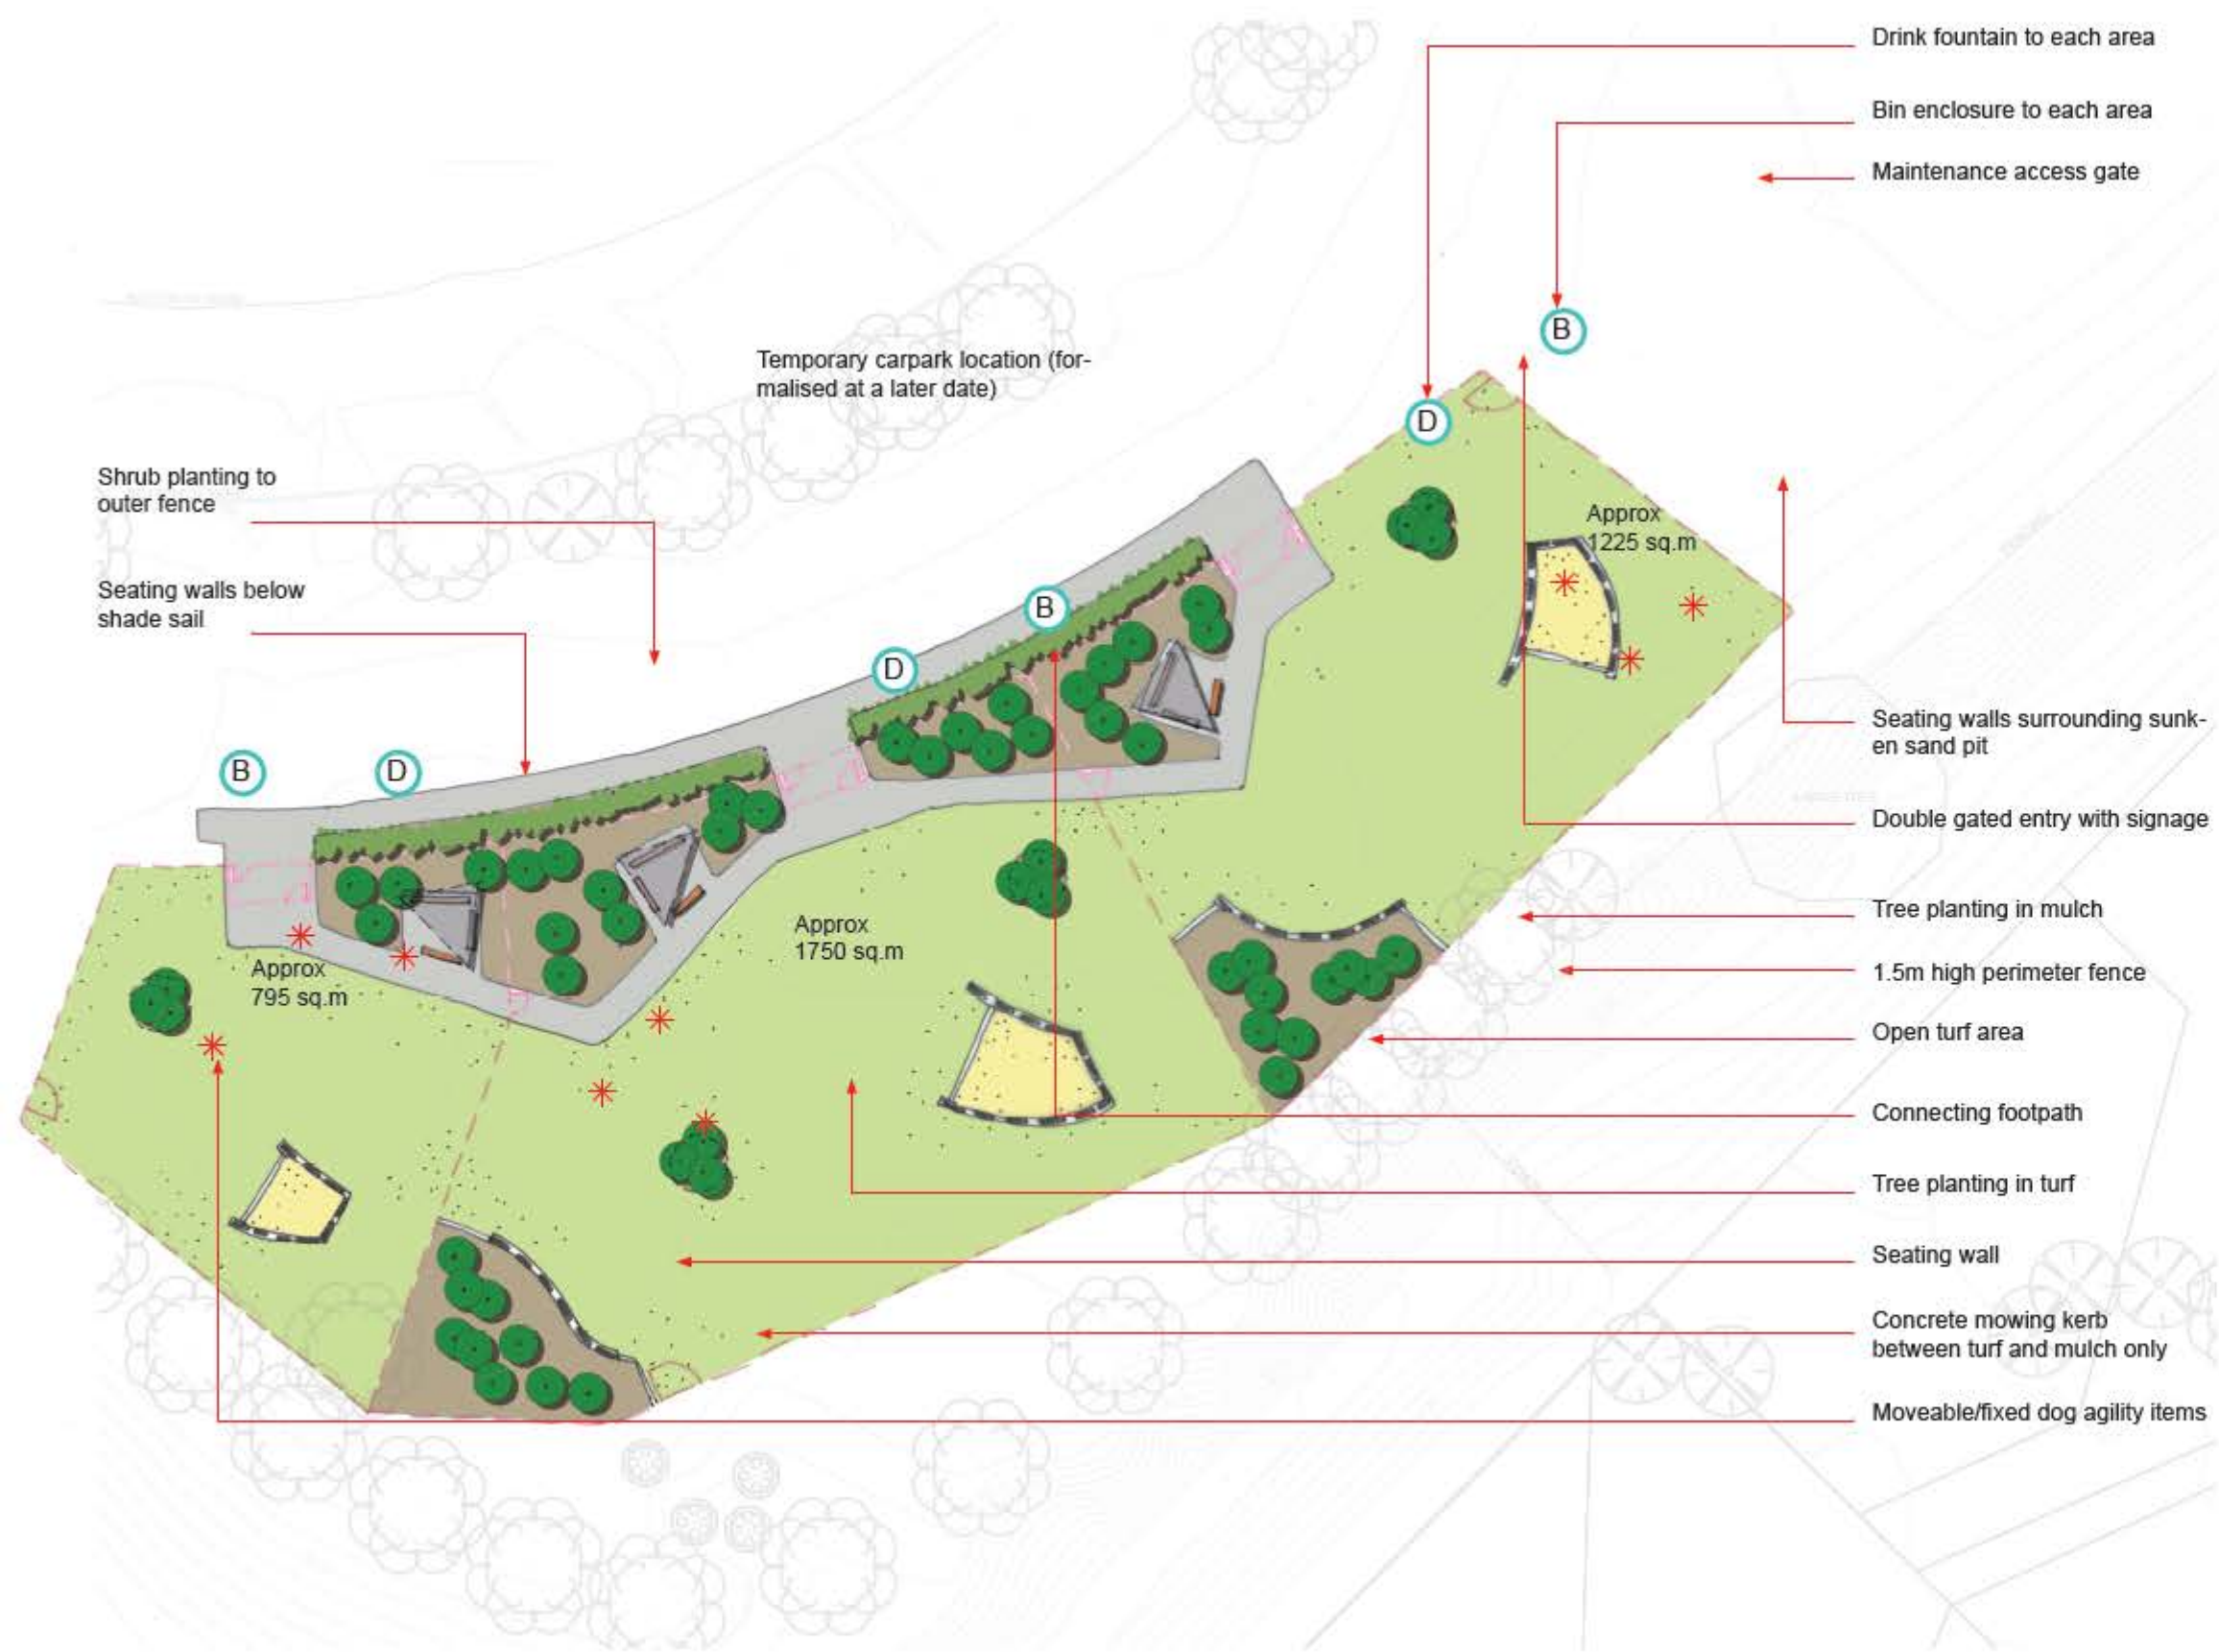 Drink fountain to each area
Bin enclosure to each area
Maintenance access gate
B
Temporary carpark location (for-
malised at a later date)
D
Shrub planting to
outer fence
Approx
1225 sq.m
Seating walls below
shade sail
B
D
Seating walls surrounding sunk-
en sand pit
B
D
Double gated entry with signage
Tree planting in mulch
Approx
1750 sq.m
Approx
795 sq.m
1.5m high perimeter fence
Open turf area
Connecting footpath
Tree planting in turf
Seating wall
Concrete mowing kerb
between turf and mulch only
Moveable/fixed dog agility items